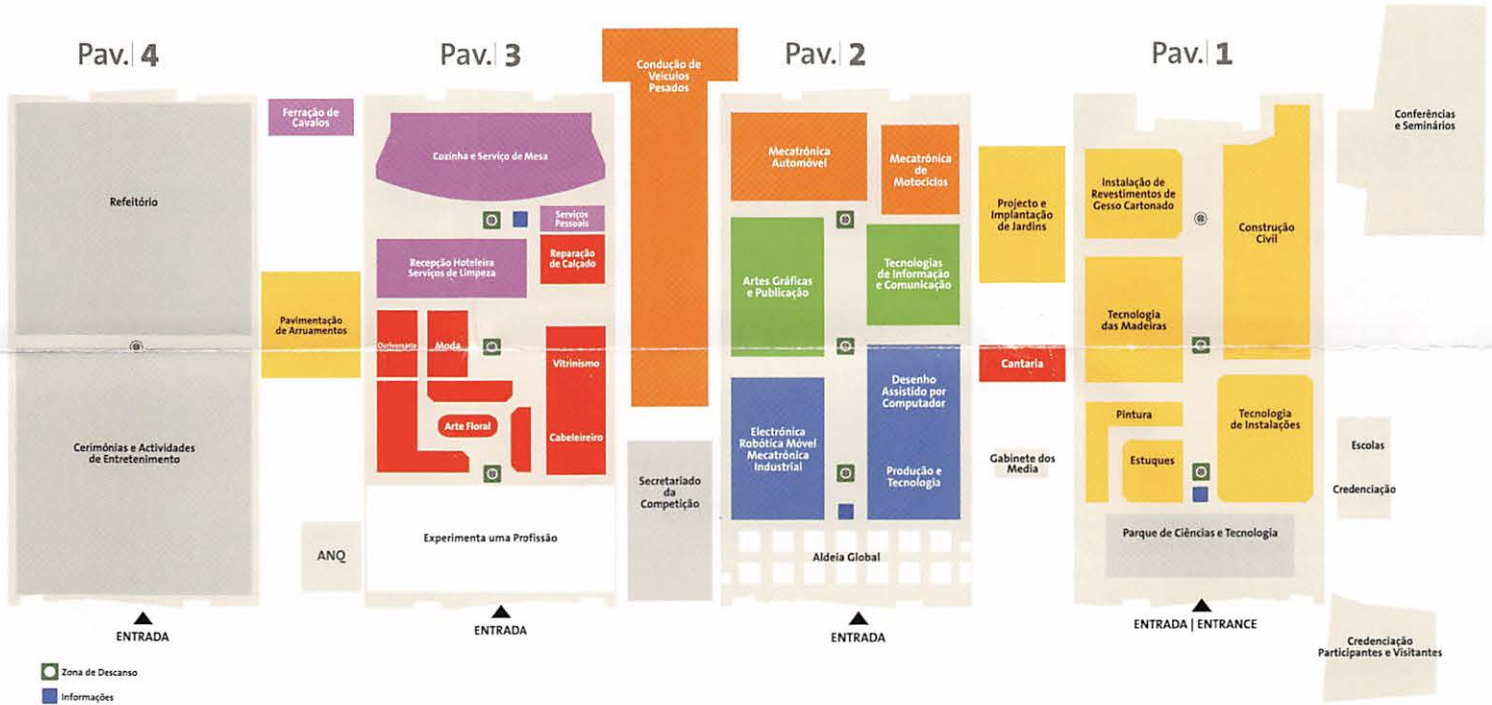 Pav. | 4
Pav. | 3
Pav. | 2
Pav. | 1
Refeitório
Cerimónias e Actividades
de Entretenimento
ENTRADA
Ferração de
Cavalos
Pavimentação
de Arruamentos
ANQ
Cozinha e Serviço de Mesa
Serviços
Pessoais
Recepção Hoteleira
Serviços de Limpeza
Reparação
de Calçado
Ourivesaria
Moda
Vitrinismo
Arte Floral
Cabeleireiro
Experimenta uma Profissão
ENTRADA
Condução de
Veículos
Pesados
Secretariado
da
Competição
Mecatrónica
Automóvel
Mecatrónica
de
Motociclos
Artes Gráficas
e Publicação
Tecnologias
de Informação
e Comunicação
Electrónica
Robótica Móvel
Mecatrónica
Industrial
Desenho
Assistido por
Computador
Produção e
Tecnologia
Aldeia Global
ENTRADA
Projecto e
Implantação
de Jardins
Cantaria
Gabinete dos
Media
Instalação de
Revestimentos de
Gesso Cartonado
Construção
Civil
Tecnologia
das Madeiras
Pintura
Estuques
Tecnologia
de Instalações
Parque de Ciências e Tecnologia
ENTRADA | ENTRANCE
Conferências
e Seminários
Escolas
Credenciação
Credenciação
Participantes e Visitantes
Zona de Descanso
Informações